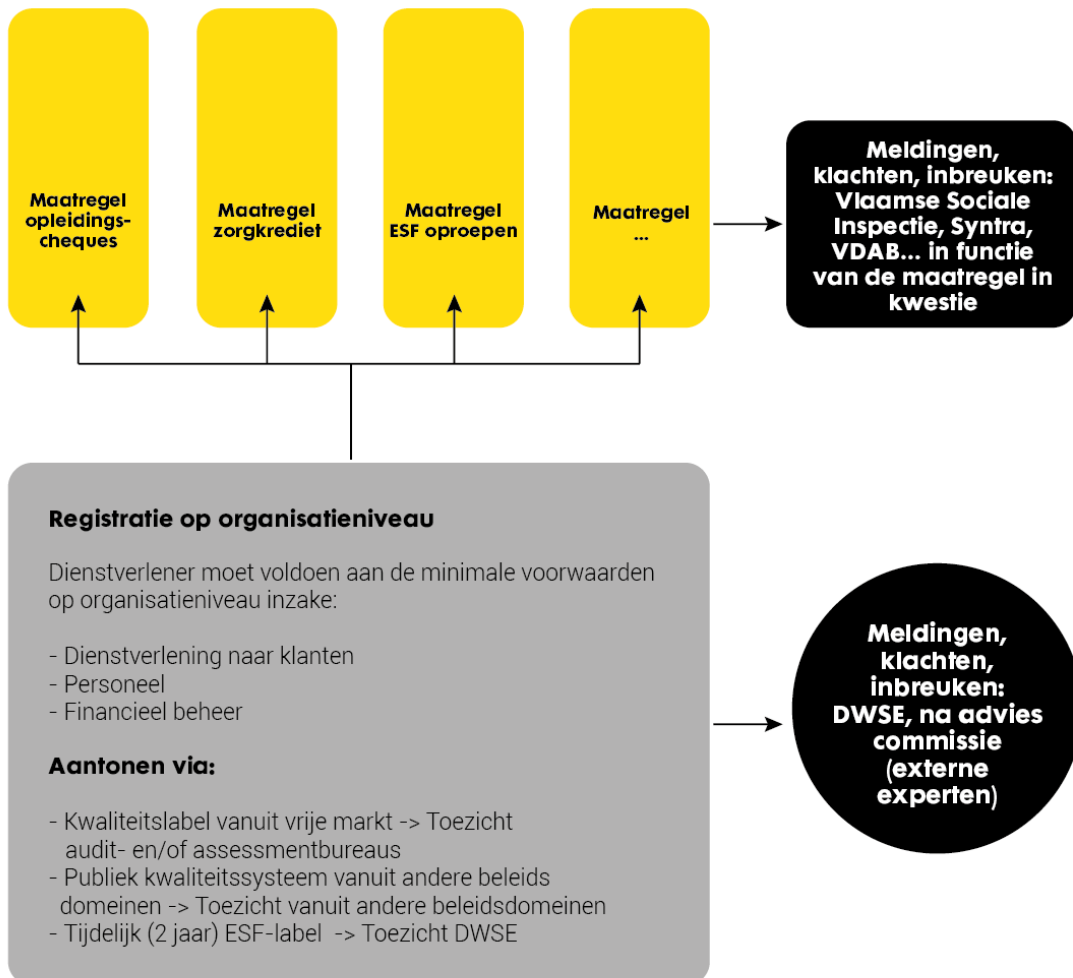 Maatregel
opleidings-
cheques
Maatregel
zorgkrediet
Maatregel
ESF oproepen
Maatregel
...
Meldingen,
klachten, inbreuken:
Vlaamse Sociale
Inspectie, Syntra,
VDAB... in functie
van de maatregel in
kwestie
Registratie op organisatieniveau
Dienstverlener moet voldoen aan de minimale voorwaarden
op organisatieniveau inzake:
- Dienstverlening naar klanten
- Personeel
- Financieel beheer
Aantonen via:
- Kwaliteitslabel vanuit vrije markt -> Toezicht
audit- en/of assessmentbureaus
- Publiek kwaliteitssysteem vanuit andere beleids
domeinen -> Toezicht vanuit andere beleidsdomeinen
- Tijdelijk (2 jaar) ESF-label -> Toezicht DWSE
Meldingen,
klachten,
inbreuken:
DWSE, na advies
commissie
(externe
experten)